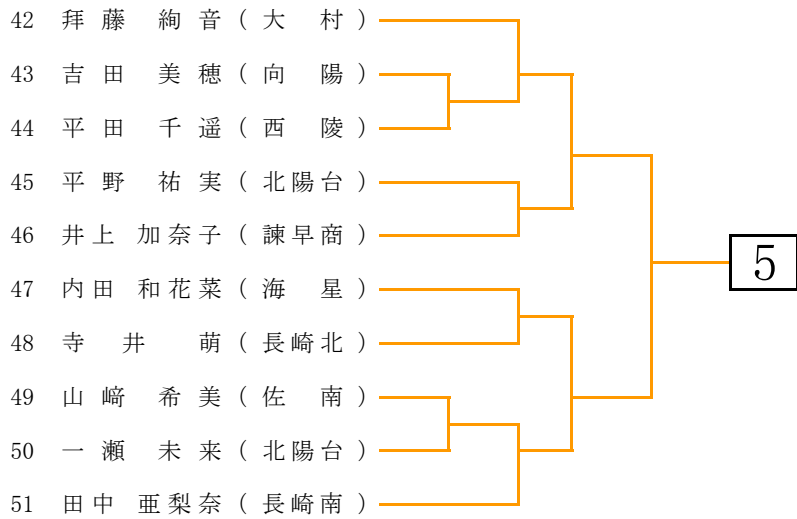 42 拜藤 絢音(大 村)
43 吉田 美穂(向 陽)
44 平田 千遥(西 陵)
45 平野 祐実(北陽台)
46 井上 加奈子(諫早商)
47 内田 和花菜(海 星)
48 寺井 萌(長崎北)
49 山﨑 希美(佐 南)
50 一瀬 未来(北陽台)
51 田中 亜梨奈(長崎南)
5